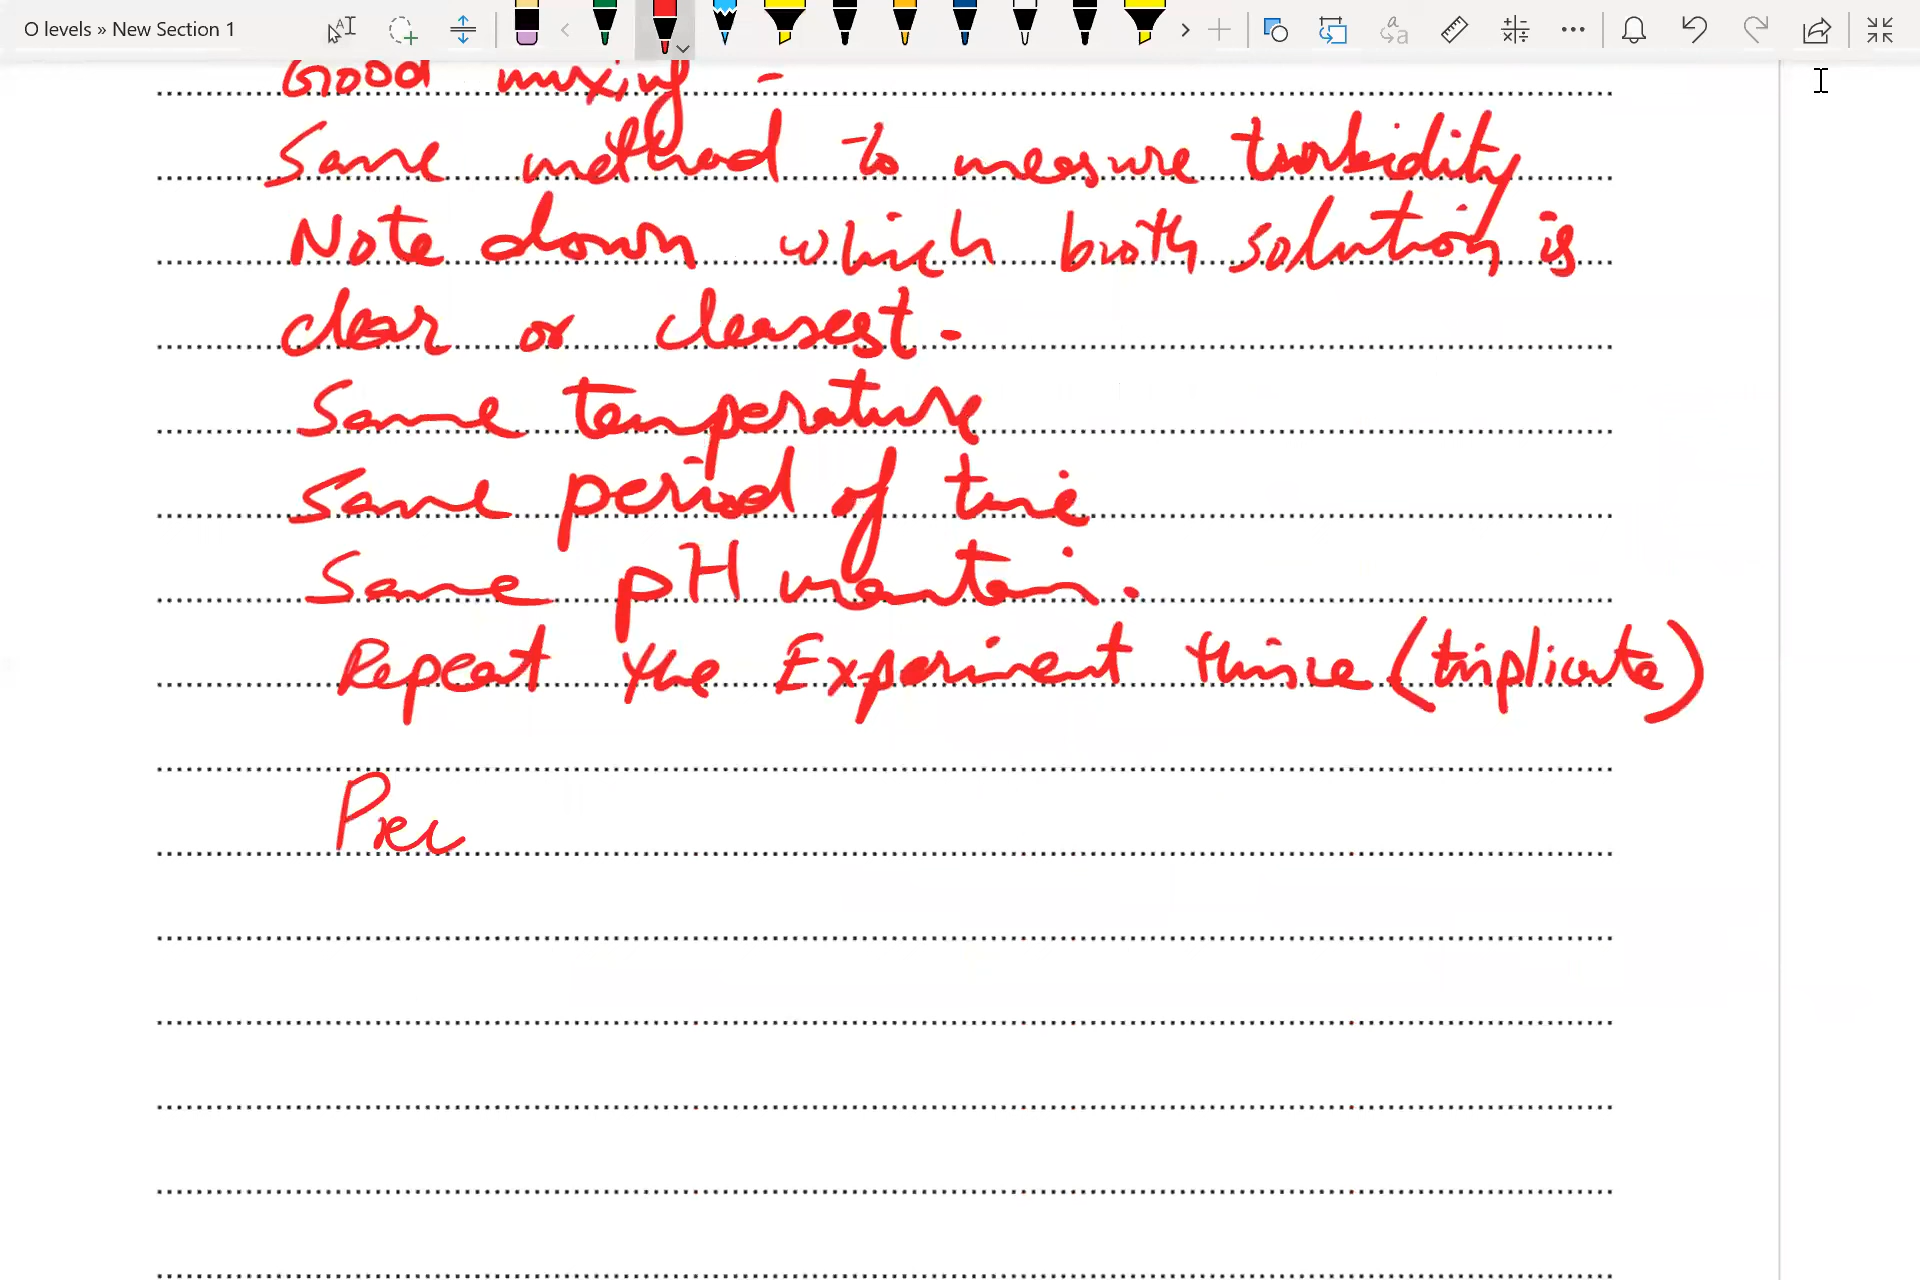 O levels » New Section 1
Good mixing -
Same method to measure turbidity
Note down which broth solution is
clear or clearest.
Same temperature
Same period of time
Same pH maintain.
Repeat the Experiment thrice (triplicate)
Prec